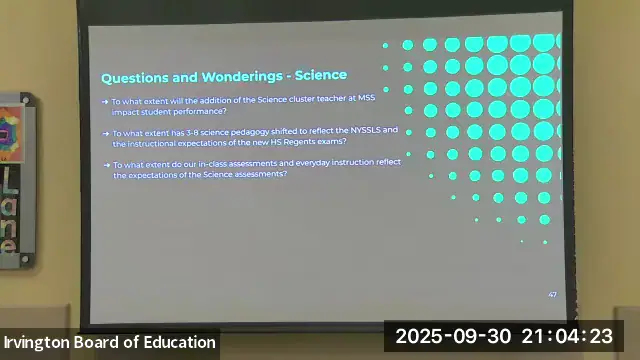 Questions and Wonderings - Science
➔ To what extent will the addition of the Science cluster teacher at MSS
impact student performance?
➔ To what extent has 3-8 science pedagogy shifted to reflect the NYSSLS and
the instructional expectations of the new HS Regents exams?
➔ To what extent do our in-class assessments and everyday instruction reflect
the expectations of the Science assessments?
47
Lane
Irvington Board of Education
2025-09-30 21:04:23